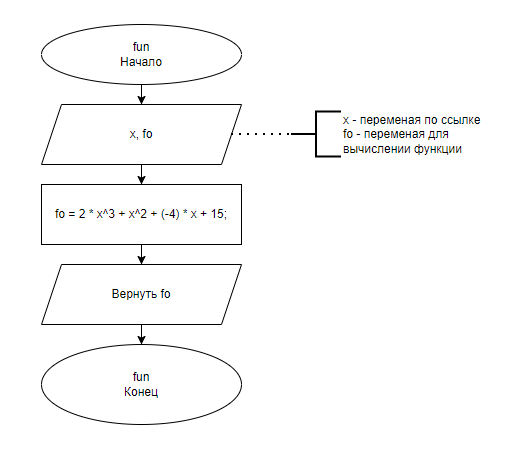 fun
Начало
x, fo
x - переменая по ссылке
fo - переменая для
вычислении функции
fo = 2 * x^3 + x^2 + (-4) * x + 15;
Вернуть fo
fun
Конец